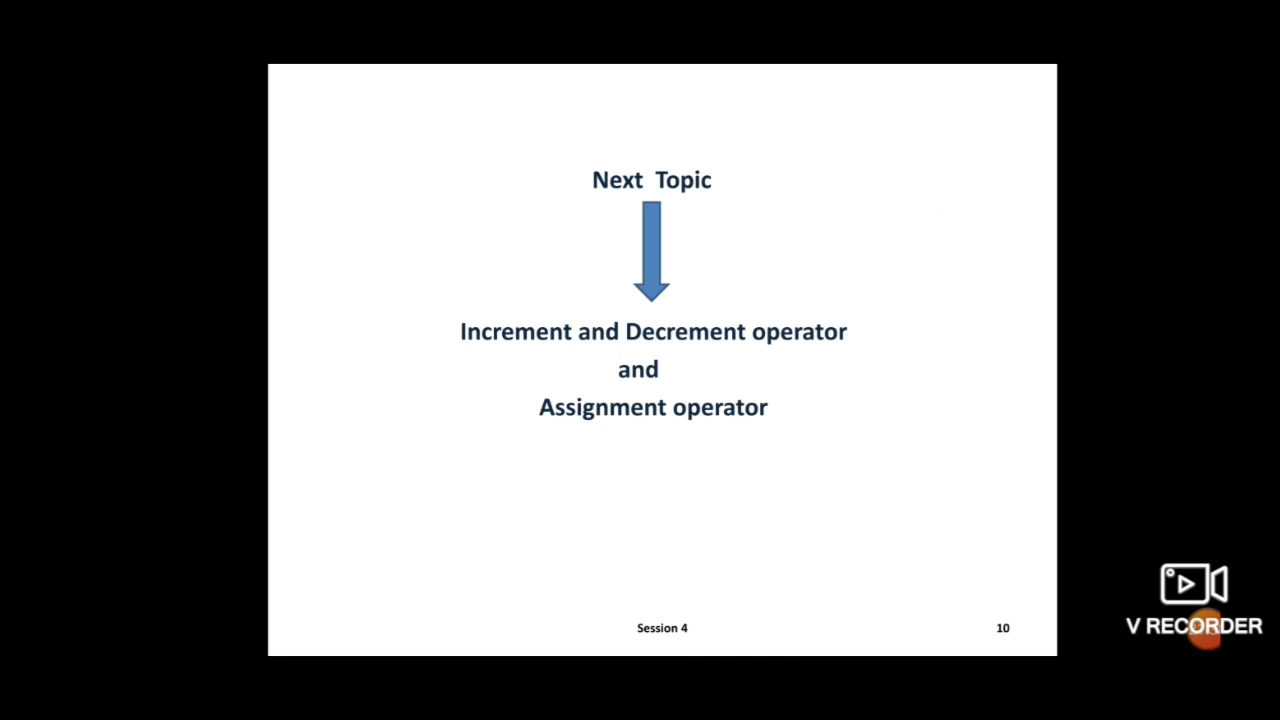 Next Topic
Increment and Decrement operator
and
Assignment operator
Session 4
10
V RECORDER